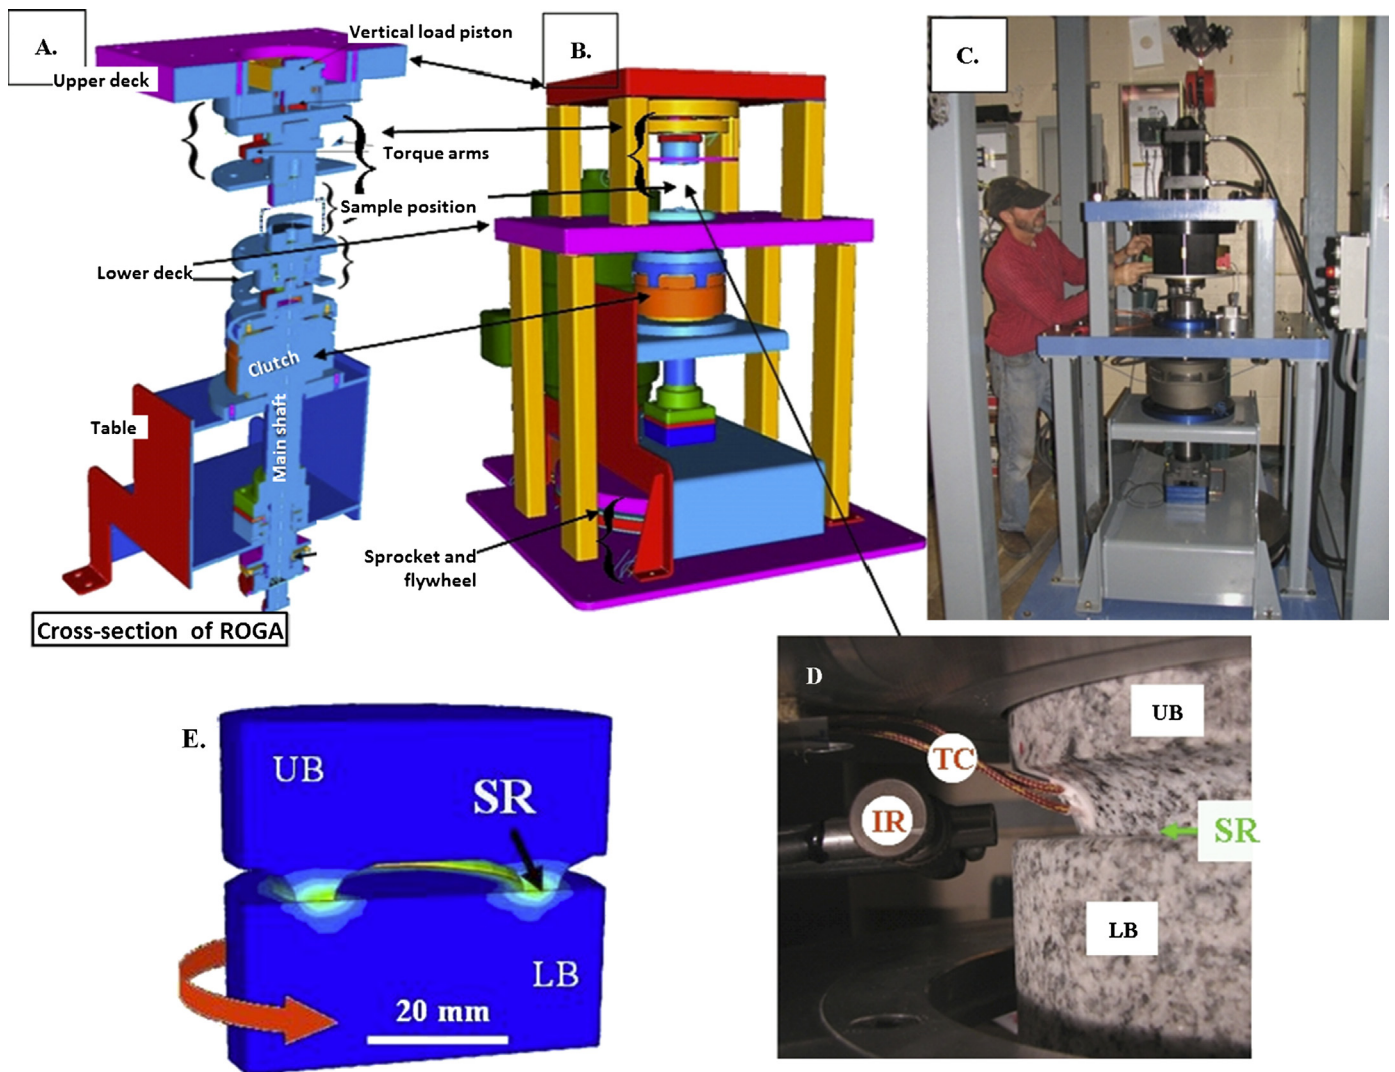 A.
Vertical load piston
B.
C.
Upper deck
Torque arms
Sample position
Lower deck
Clutch
Main shaft
Table
Sprocket and
flywheel
Cross-section of ROGA
D
UB
TC
IR
SR
LB
E.
UB
SR
LB
20 mm